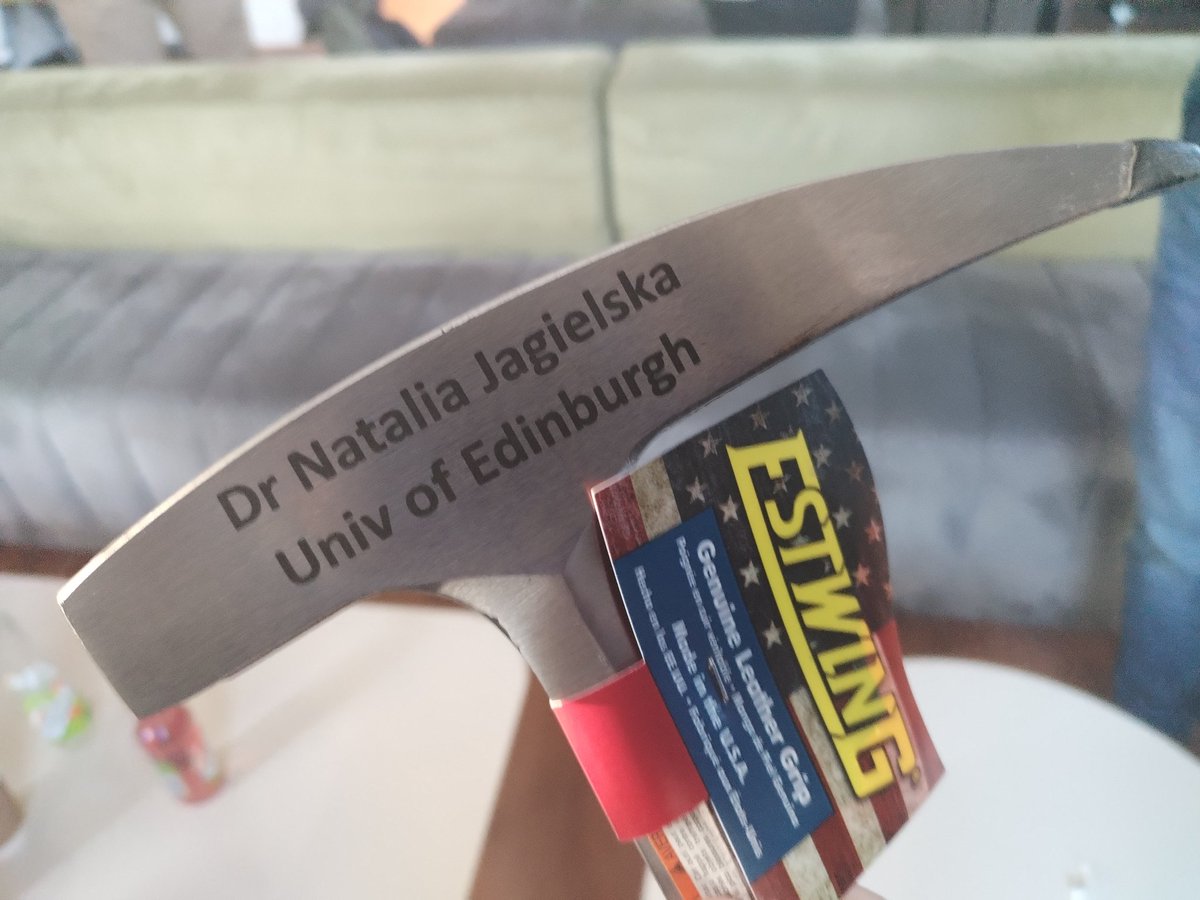 Dr Natalia Jagielska
Univ of Edinburgh
ESTWING
Genuine Leather Grip
Made in the U.S.A.